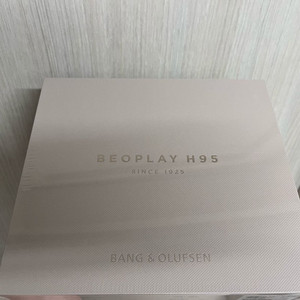 BEOPLAY H95
SINCE 1925
BANG & OLUFSEN